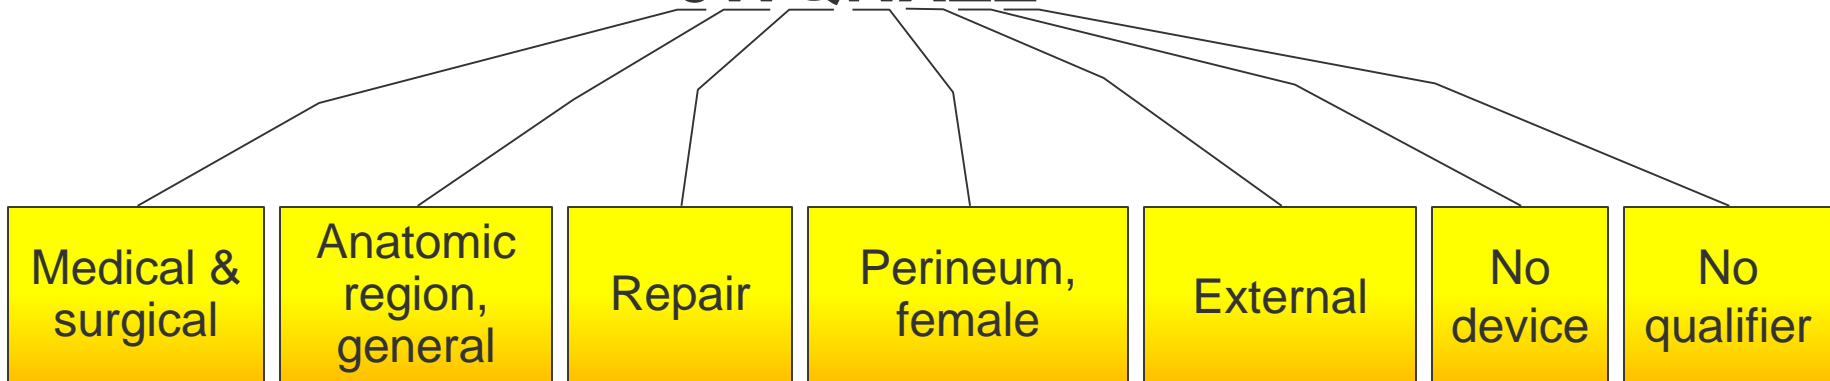 Medical &
surgical
Anatomic
region,
general
Repair
Perineum,
female
External
No
device
No
qualifier